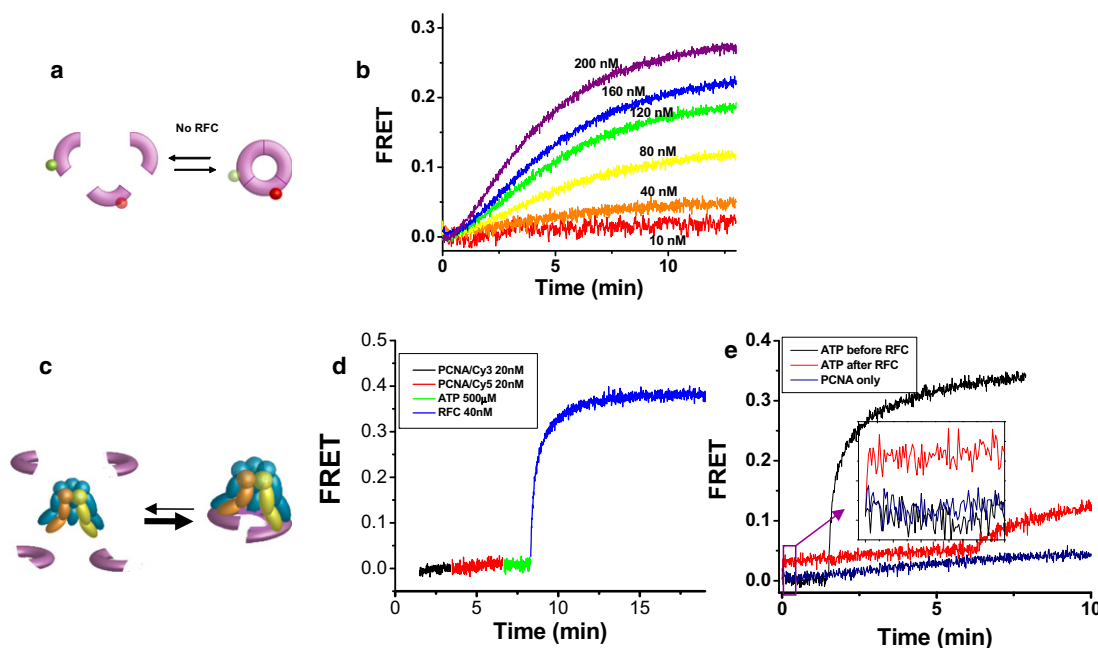 a
No RFC
b
FRET
0.3
0.2
0.1
0.0
200 nM
160 nM
120 nM
80 nM
40 nM
10 nM
0
5
10
Time (min)
c
d
FRET
0.5
0.4
0.3
0.2
0.1
0.0
PCNA/Cy3 20nM
PCNA/Cy5 20nM
ATP 500µM
RFC 40nM
0
5
10
15
Time (min)
e
FRET
0.4
0.3
0.2
0.1
0.0
ATP before RFC
ATP after RFC
PCNA only
0
5
10
Time (min)